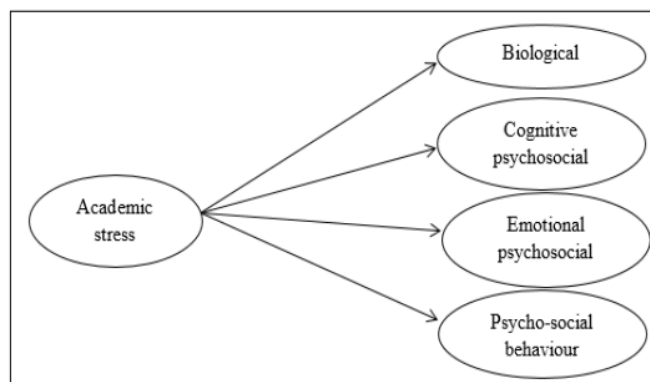 Biological
Cognitive
psychosocial
Academic
stress
Emotional
psychosocial
Psycho-social
behaviour